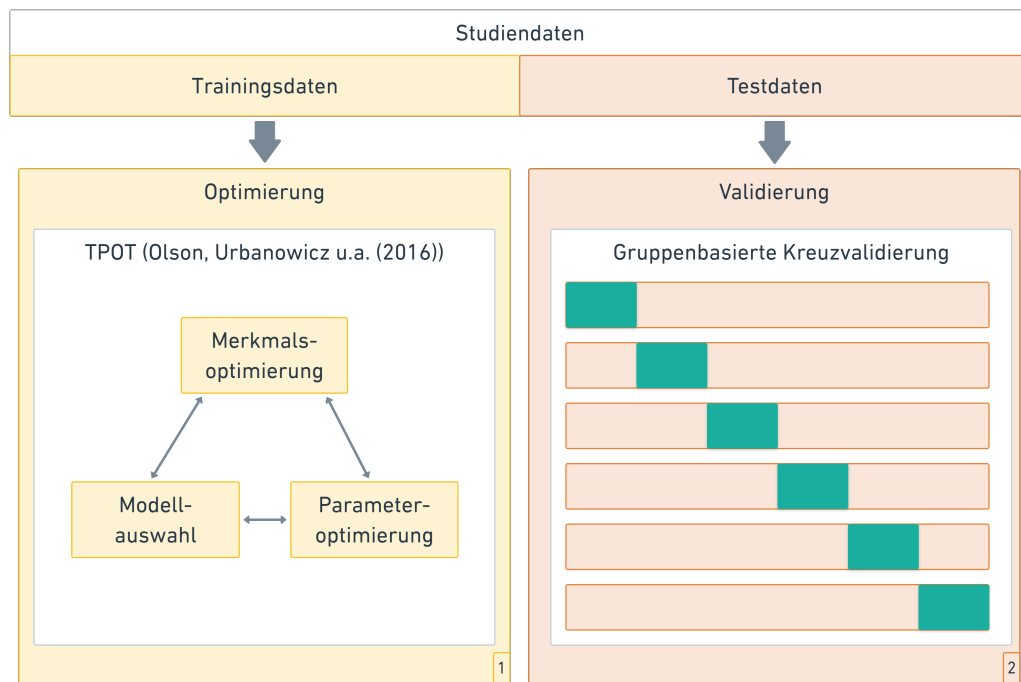 Studiendaten
Trainingsdaten
Testdaten
Optimierung
TPOT (Olson, Urbanowicz u.a. (2016))
Merkmals-
optimierung
Modell-
auswahl
Parameter-
optimierung
1
Validierung
Gruppenbasierte Kreuzvalidierung
2